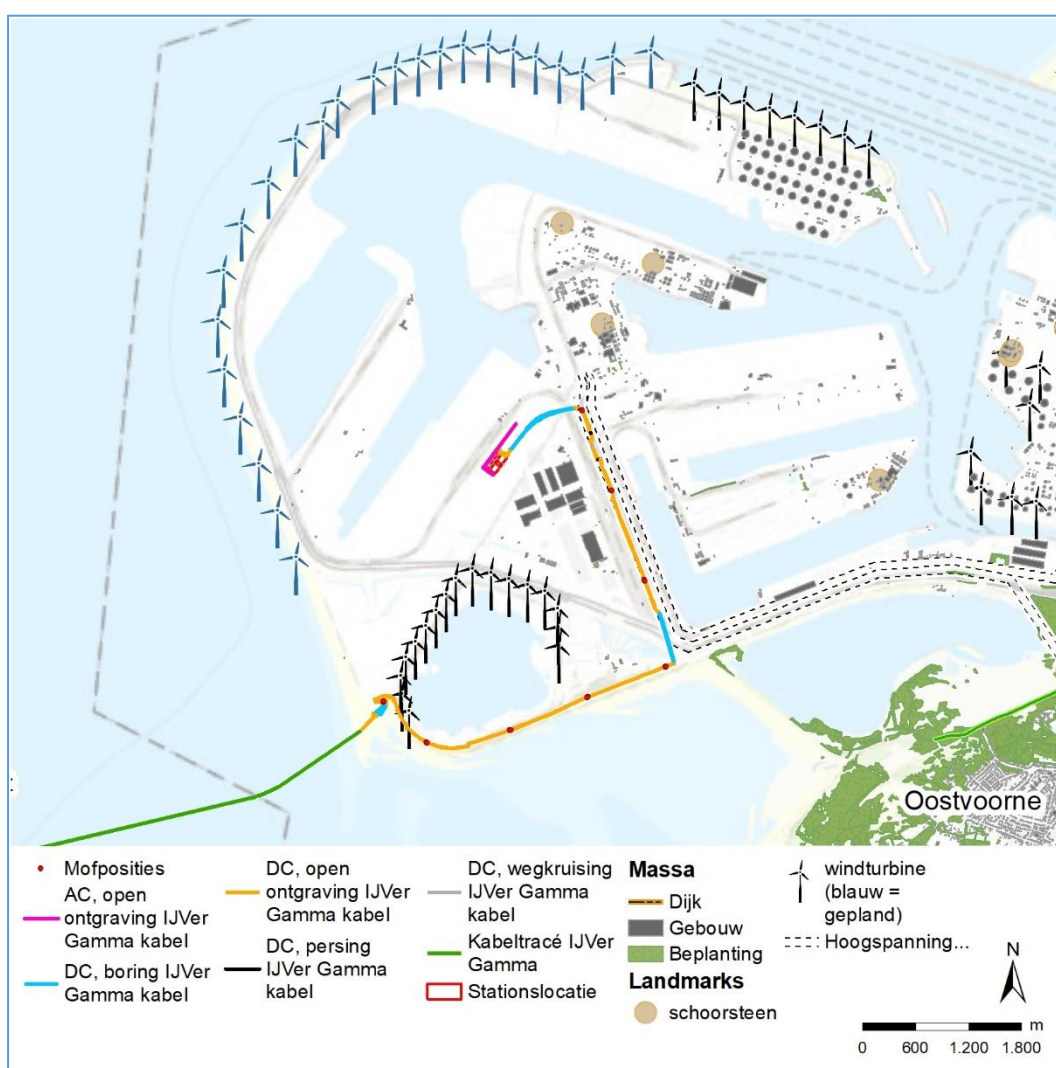 Oostvoorne
Mofposities
AC, open
ontgraving IJVer
Gamma kabel
DC, boring IJVer
Gamma kabel
DC, open
ontgraving IJVer
Gamma kabel
DC, persing
IJVer Gamma
kabel
DC, wegkruising
IJVer Gamma
kabel
Kabeltracé IJVer
Gamma
Stationslocatie
Massa
Dijk
Gebouw
Beplanting
Landmarks
schoorsteen
windturbine
(blauw =
gepland)
Hoogspanning...
N
m
0 600 1.200 1.800